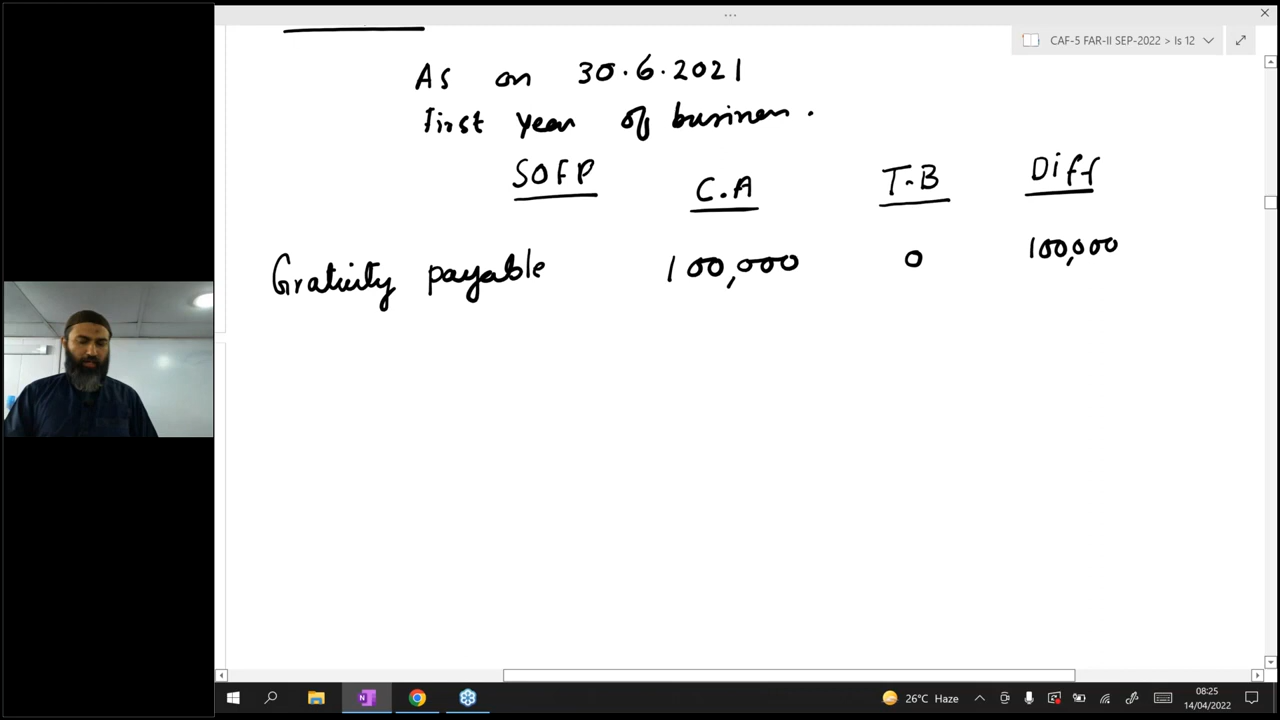 CAF-5 FAR-II SEP-2022 > Is 12
As on 30.6.2021
First year of business.
SOFP C.A T.B Diff
Gratuity payable 100,000 0 100,000
26°C Haze
08:25
14/04/2022